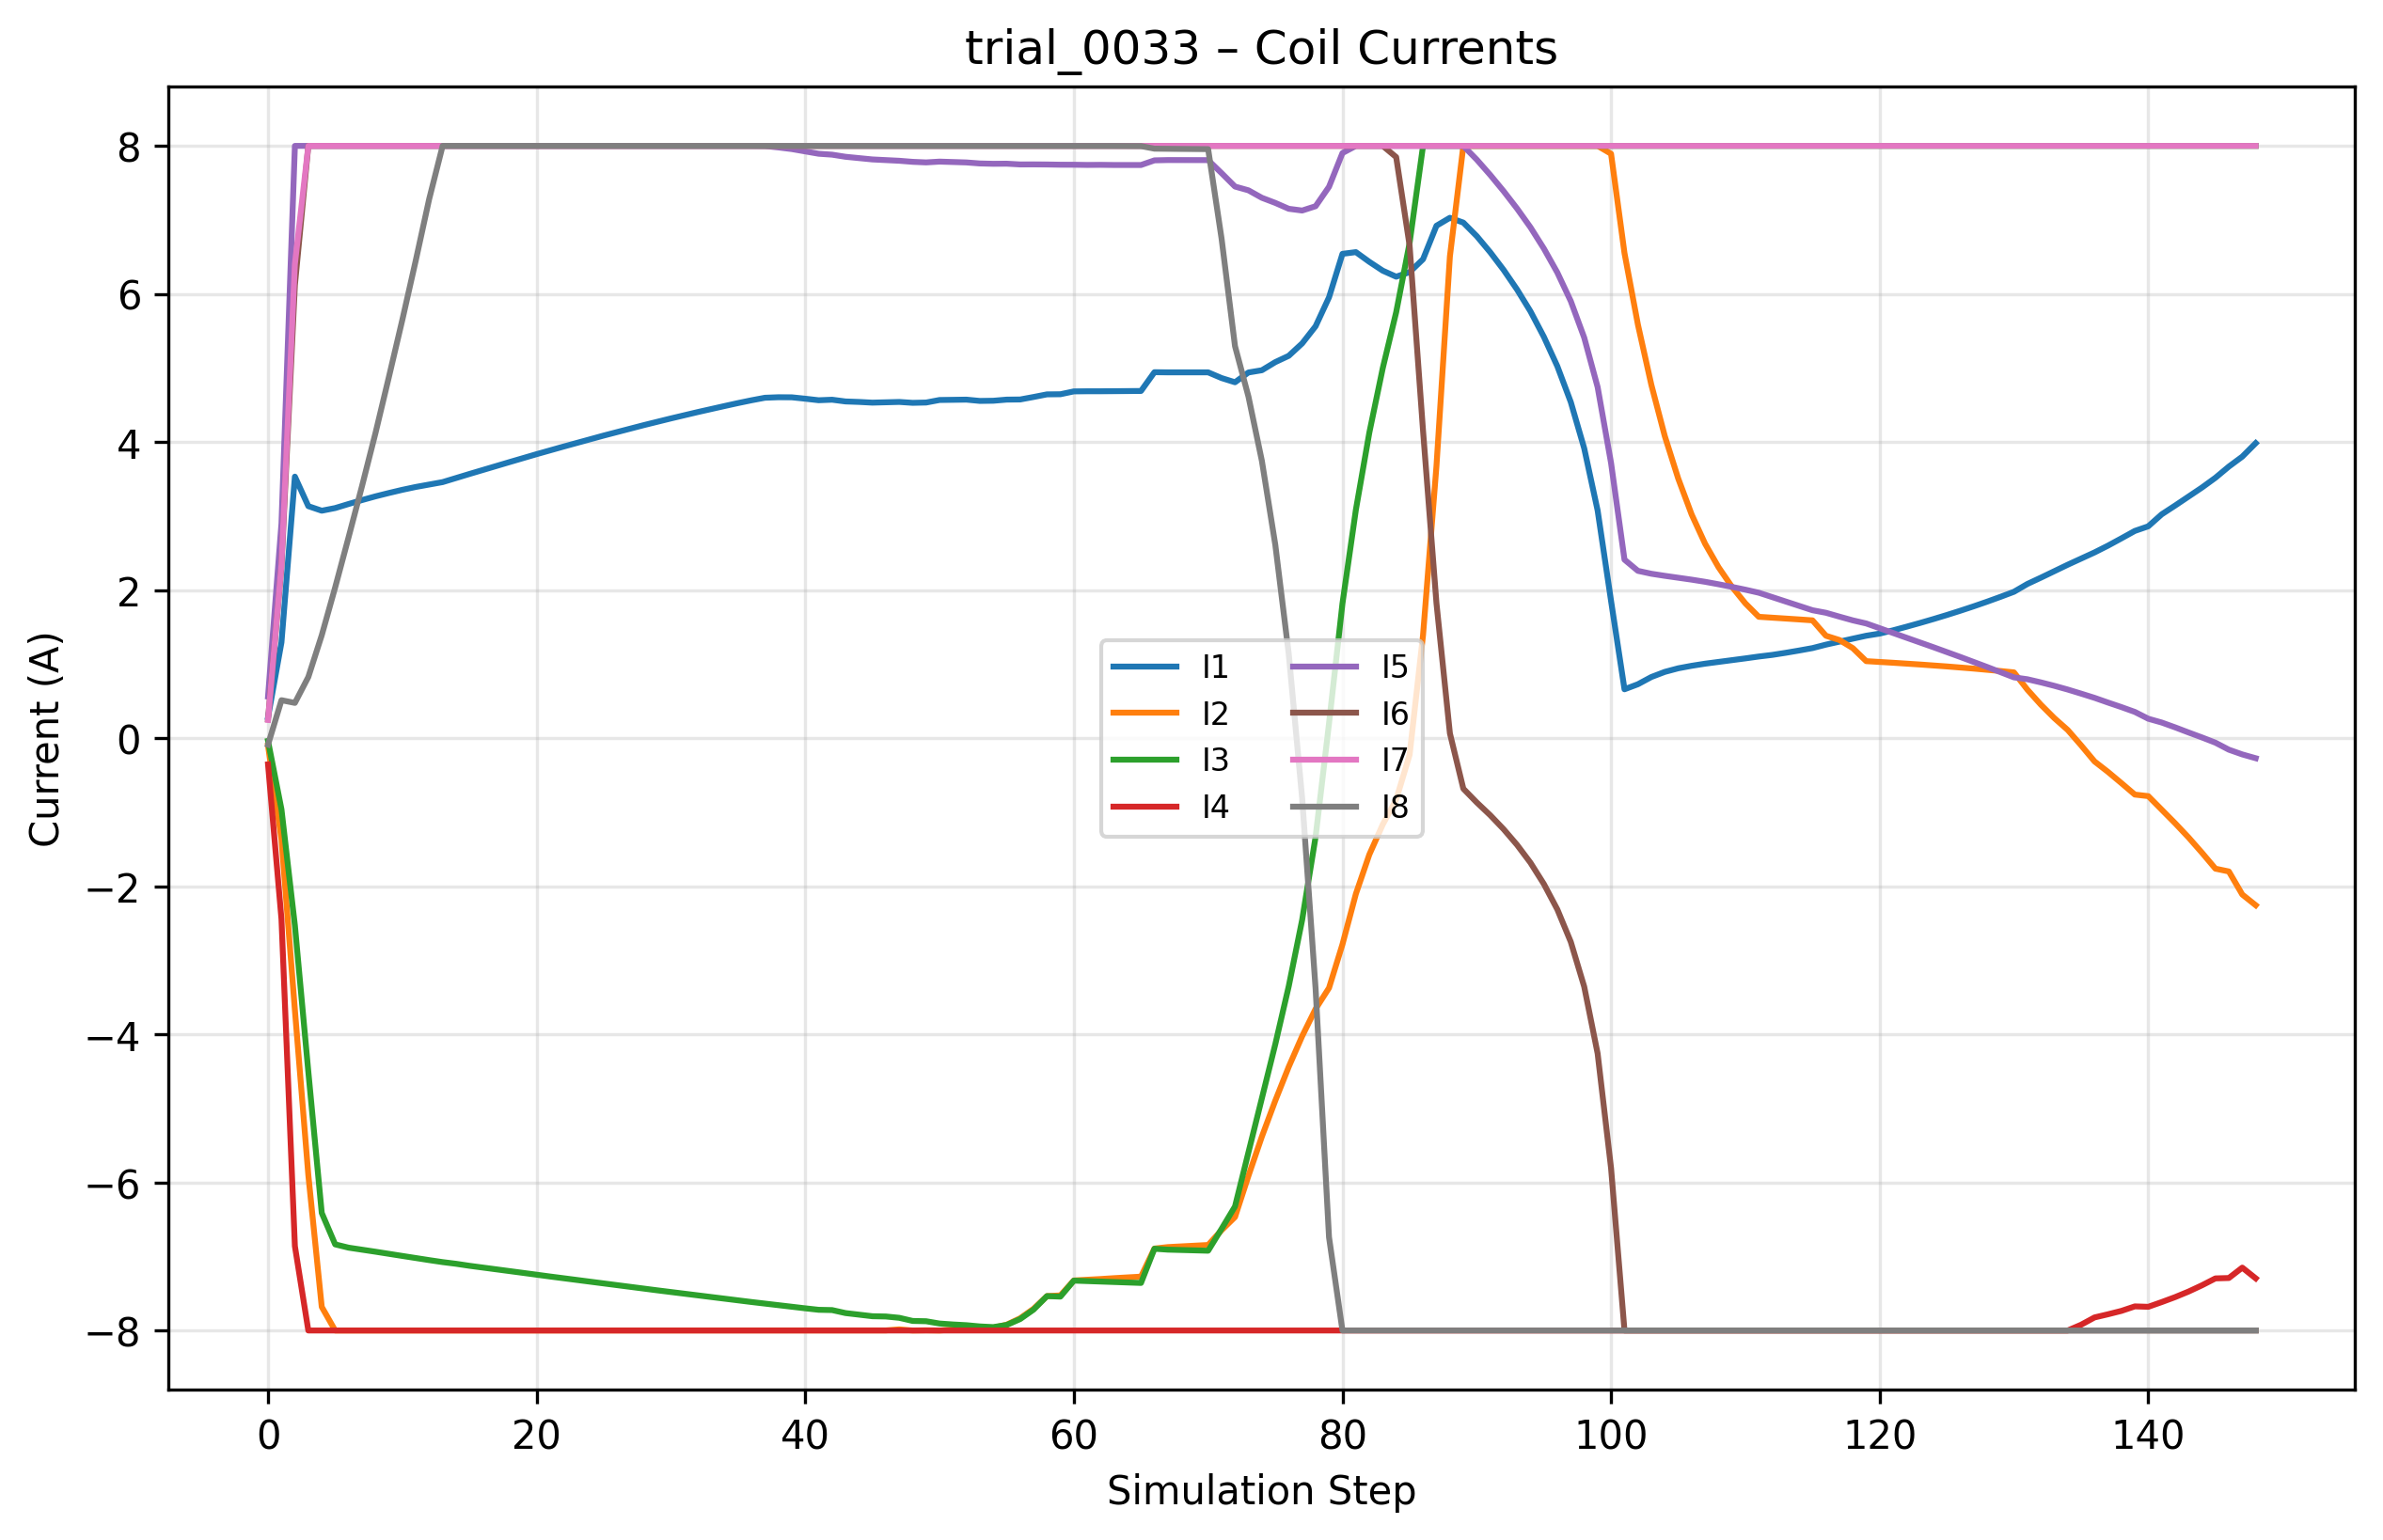 trial_0033 – Coil Currents
Current (A)
8
6
4
2
0
−2
−4
−6
−8
I1
I2
I3
I4
I5
I6
I7
I8
0 20 40 60 80 100 120 140
Simulation Step